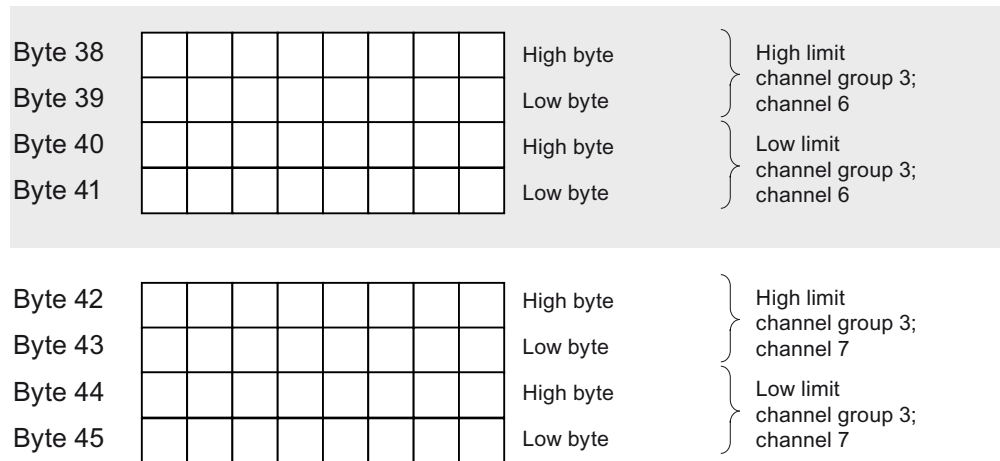 Byte 38
High byte
High limit
channel group 3;
channel 6
Byte 39
Low byte
Byte 40
High byte
Low limit
channel group 3;
channel 6
Byte 41
Low byte
Byte 42
High byte
High limit
channel group 3;
channel 7
Byte 43
Low byte
Byte 44
High byte
Low limit
channel group 3;
channel 7
Byte 45
Low byte